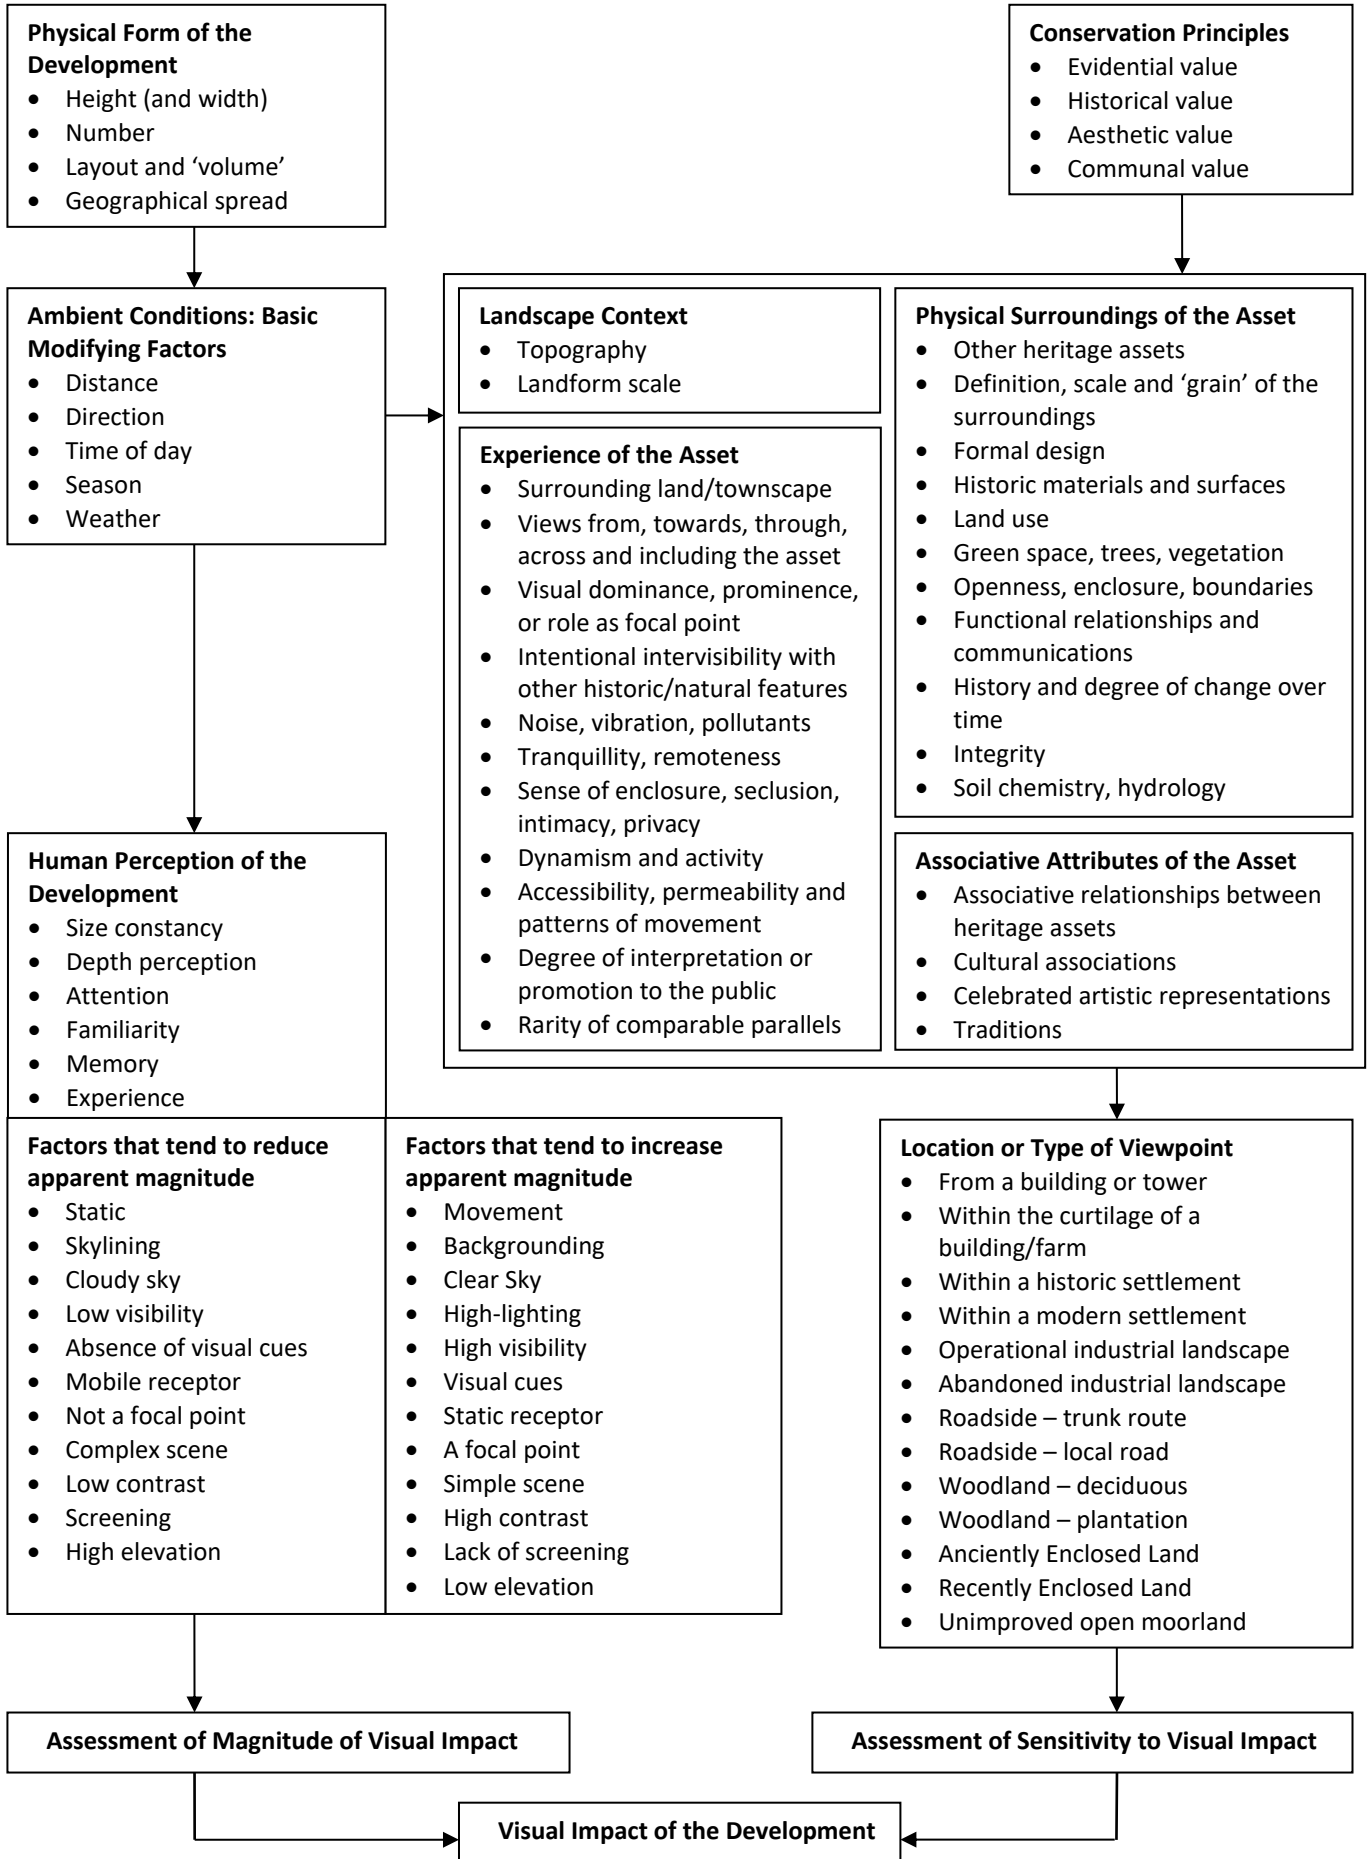 Physical Form of the
Development
• Height (and width)
• Number
• Layout and ‘volume’
• Geographical spread
Conservation Principles
• Evidential value
• Historical value
• Aesthetic value
• Communal value
Ambient Conditions: Basic
Modifying Factors
• Distance
• Direction
• Time of day
• Season
• Weather
Landscape Context
• Topography
• Landform scale
Experience of the Asset
• Surrounding land/townscape
• Views from, towards, through,
across and including the asset
• Visual dominance, prominence,
or role as focal point
• Intentional intervisibility with
other historic/natural features
• Noise, vibration, pollutants
• Tranquillity, remoteness
• Sense of enclosure, seclusion,
intimacy, privacy
• Dynamism and activity
• Accessibility, permeability and
patterns of movement
• Degree of interpretation or
promotion to the public
• Rarity of comparable parallels
Physical Surroundings of the Asset
• Other heritage assets
• Definition, scale and ‘grain’ of the
surroundings
• Formal design
• Historic materials and surfaces
• Land use
• Green space, trees, vegetation
• Openness, enclosure, boundaries
• Functional relationships and
communications
• History and degree of change over
time
• Integrity
• Soil chemistry, hydrology
Associative Attributes of the Asset
• Associative relationships between
heritage assets
• Cultural associations
• Celebrated artistic representations
• Traditions
Human Perception of the
Development
• Size constancy
• Depth perception
• Attention
• Familiarity
• Memory
• Experience
Factors that tend to reduce
apparent magnitude
• Static
• Skylining
• Cloudy sky
• Low visibility
• Absence of visual cues
• Mobile receptor
• Not a focal point
• Complex scene
• Low contrast
• Screening
• High elevation
Factors that tend to increase
apparent magnitude
• Movement
• Backgrounding
• Clear Sky
• High-lighting
• High visibility
• Visual cues
• Static receptor
• A focal point
• Simple scene
• High contrast
• Lack of screening
• Low elevation
Location or Type of Viewpoint
• From a building or tower
• Within the curtilage of a
building/farm
• Within a historic settlement
• Within a modern settlement
• Operational industrial landscape
• Abandoned industrial landscape
• Roadside – trunk route
• Roadside – local road
• Woodland – deciduous
• Woodland – plantation
• Anciently Enclosed Land
• Recently Enclosed Land
• Unimproved open moorland
Assessment of Magnitude of Visual Impact
Assessment of Sensitivity to Visual Impact
Visual Impact of the Development